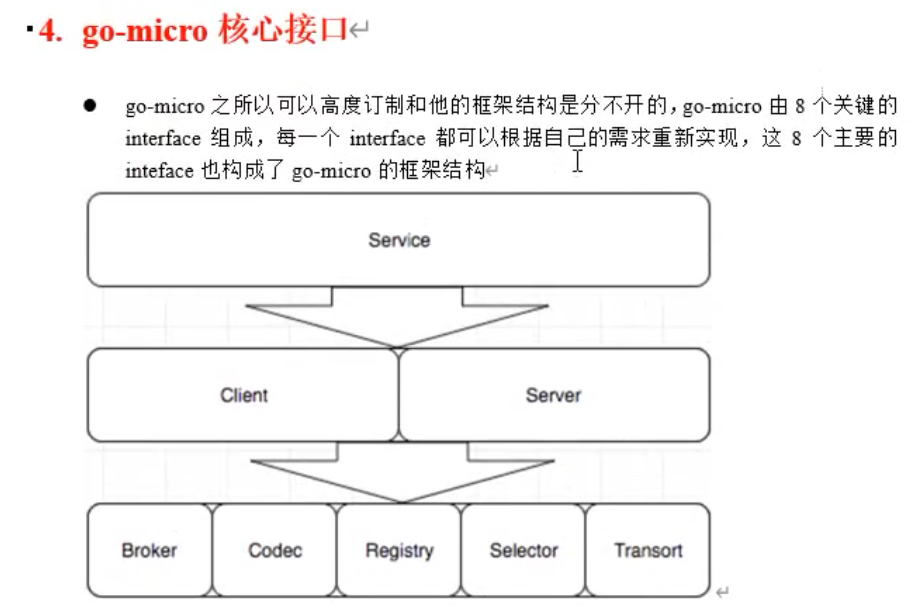 4. go-micro 核心接口
go-micro 之所以可以高度订制和他的框架结构是分不开的，go-micro 由 8 个关键的
interface 组成，每一个 interface 都可以根据自己的需求重新实现，这 8 个主要的
inteface 也构成了 go-micro 的框架结构
Service
Client Server
Broker Codec Registry Selector Transort